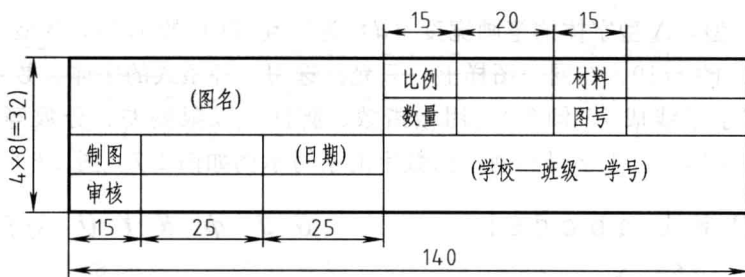 15 20 15
4×8(=32)
(图名) 比例 材料
数量 图号
制图 (日期) (学校—班级—学号)
审核
15 25 25
140